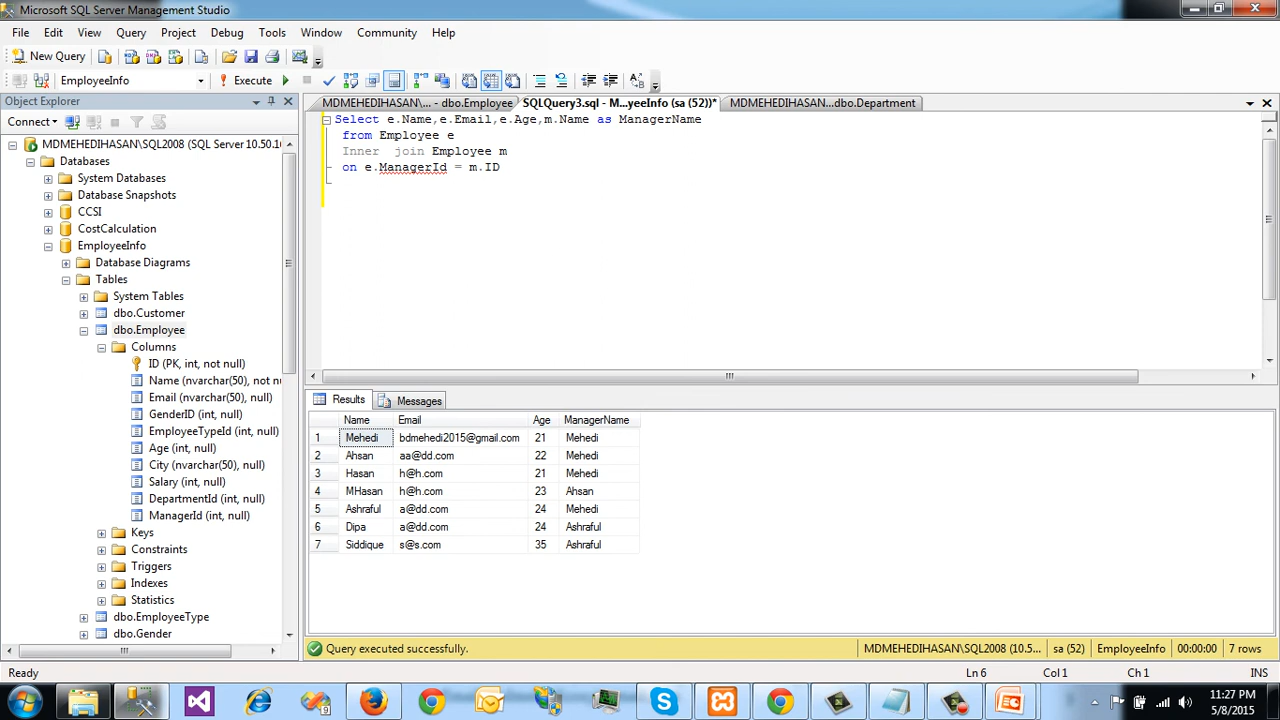 Microsoft SQL Server Management Studio
File Edit View Query Project Debug Tools Window Community Help
New Query
EmployeeInfo Execute
Object Explorer
MDMEHEDIHASAN\... - dbo.Employee SQLQuery3.sql - M...yeeInfo (sa (52))* MDMEHEDIHASAN...dbo.Department
Connect
MDMEHEDIHASAN\SQL2008 (SQL Server 10.50.16
Databases
System Databases
Database Snapshots
CCSI
CostCalculation
EmployeeInfo
Database Diagrams
Tables
System Tables
dbo.Customer
dbo.Employee
Columns
ID (PK, int, not null)
Name (nvarchar(50), not nu
Email (nvarchar(50), null)
GenderID (int, null)
EmployeeTypeId (int, null)
Age (int, null)
City (nvarchar(50), null)
Salary (int, null)
DepartmentId (int, null)
ManagerId (int, null)
Keys
Constraints
Triggers
Indexes
Statistics
dbo.EmployeeType
dbo.Gender
Select e.Name,e.Email,e.Age,m.Name as ManagerName
from Employee e
Inner join Employee m
on e.ManagerId = m.ID
Results Messages
Name Email Age ManagerName
1 Mehedi bdmehedi2015@gmail.com 21 Mehedi
2 Ahsan aa@dd.com 22 Mehedi
3 Hasan h@h.com 21 Mehedi
4 MHasan h@h.com 23 Ahsan
5 Ashraful a@dd.com 24 Mehedi
6 Dipa a@dd.com 24 Ashraful
7 Siddique s@s.com 35 Ashraful
Query executed successfully. MDMEHEDIHASAN\SQL2008 (10.5... sa (52) EmployeeInfo 00:00:00 7 rows
Ready Ln 6 Col 1 Ch 1 INS
11:27 PM
5/8/2015